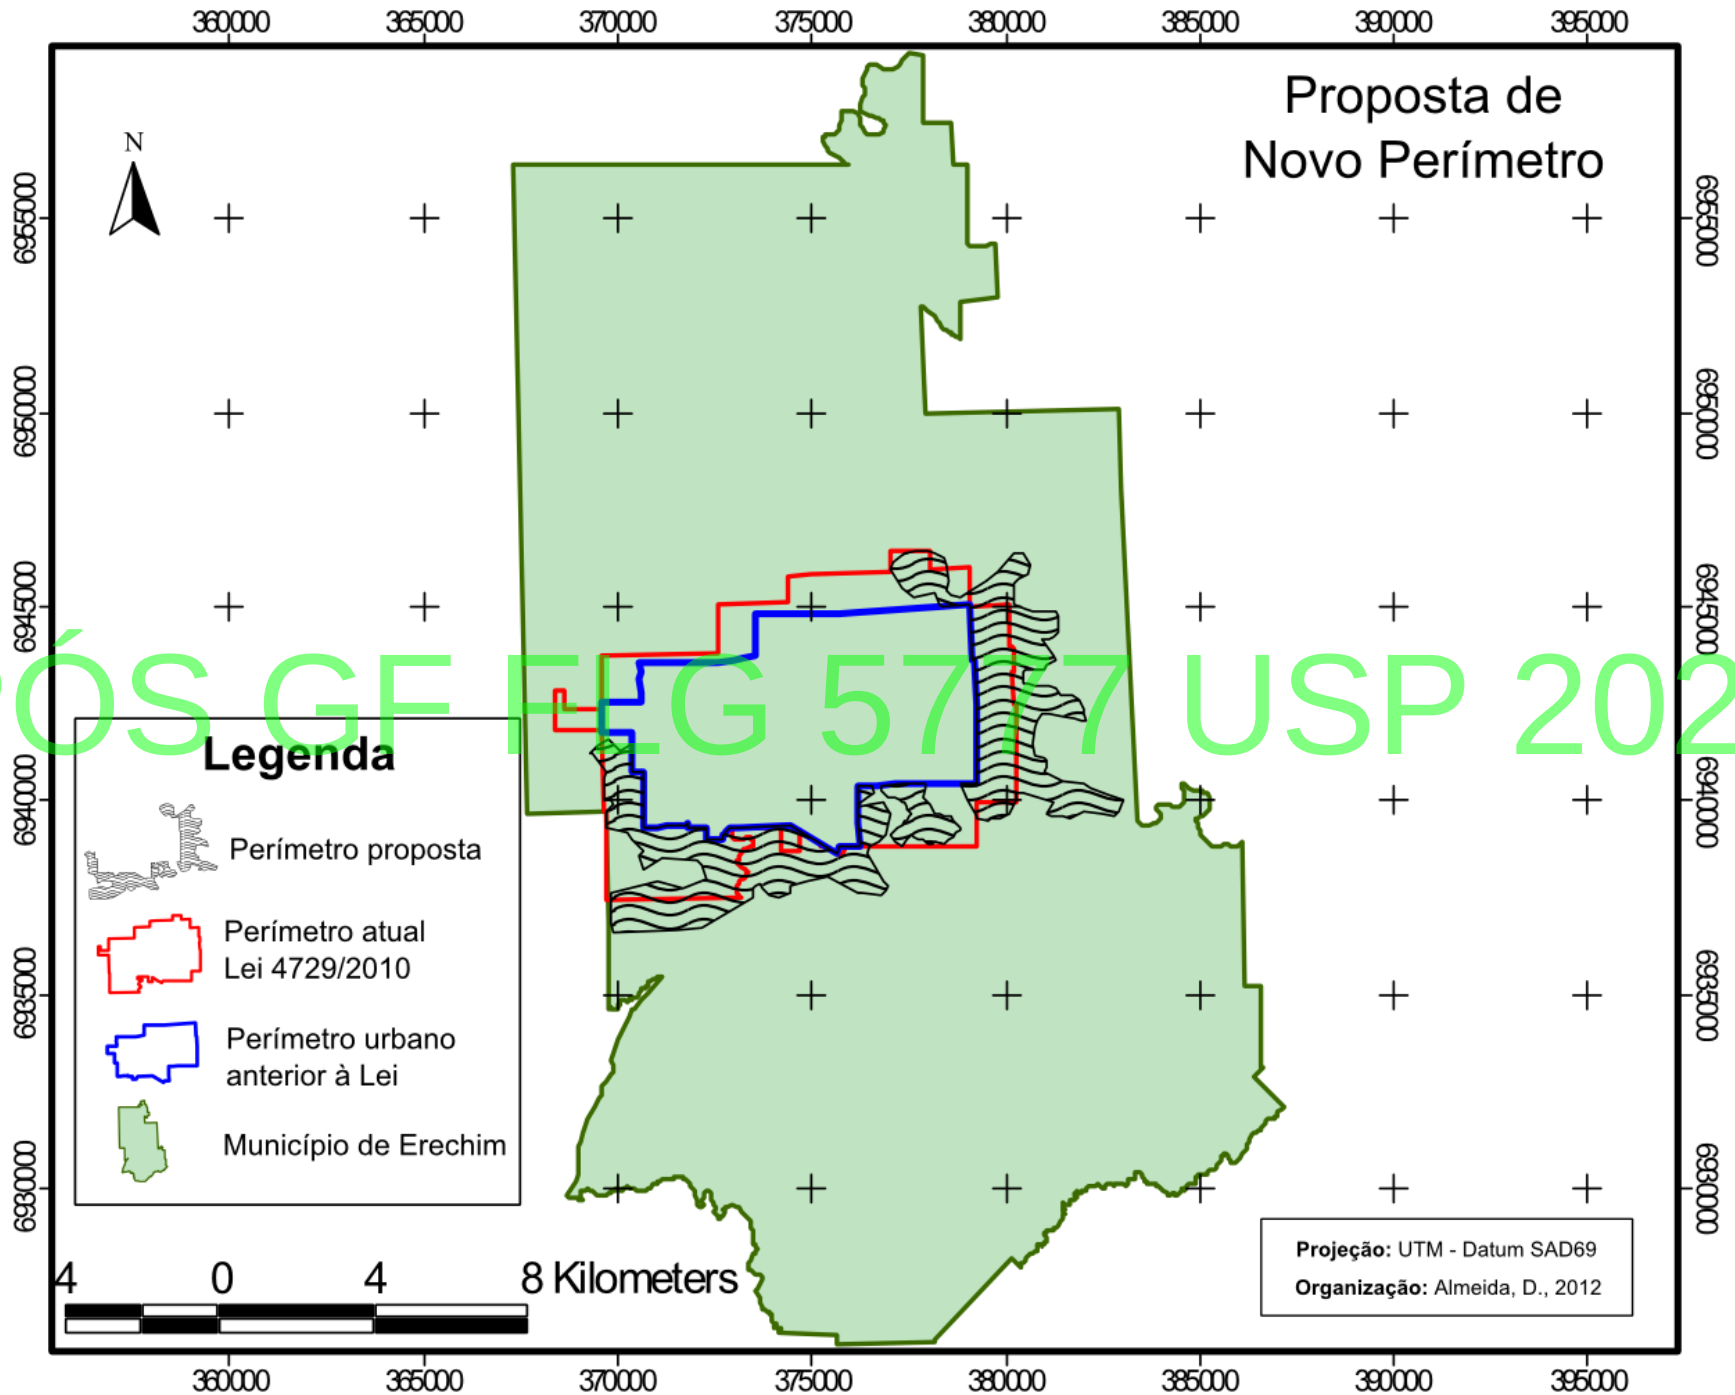 360000 365000 370000 375000 380000 385000 390000 395000
Proposta de
Novo Perímetro
N
6955000 6955000
6950000 6950000
6945000 6945000
ÓS GF FLG 5777 USP 202
Legenda
6940000 6940000
Perímetro proposta
Perímetro atual
Lei 4729/2010
6935000 6935000
Perímetro urbano
anterior à Lei
Município de Erechim
6930000 6930000
Projeção: UTM - Datum SAD69
Organização: Almeida, D., 2012
4 0 4 8 Kilometers
360000 365000 370000 375000 380000 385000 390000 395000